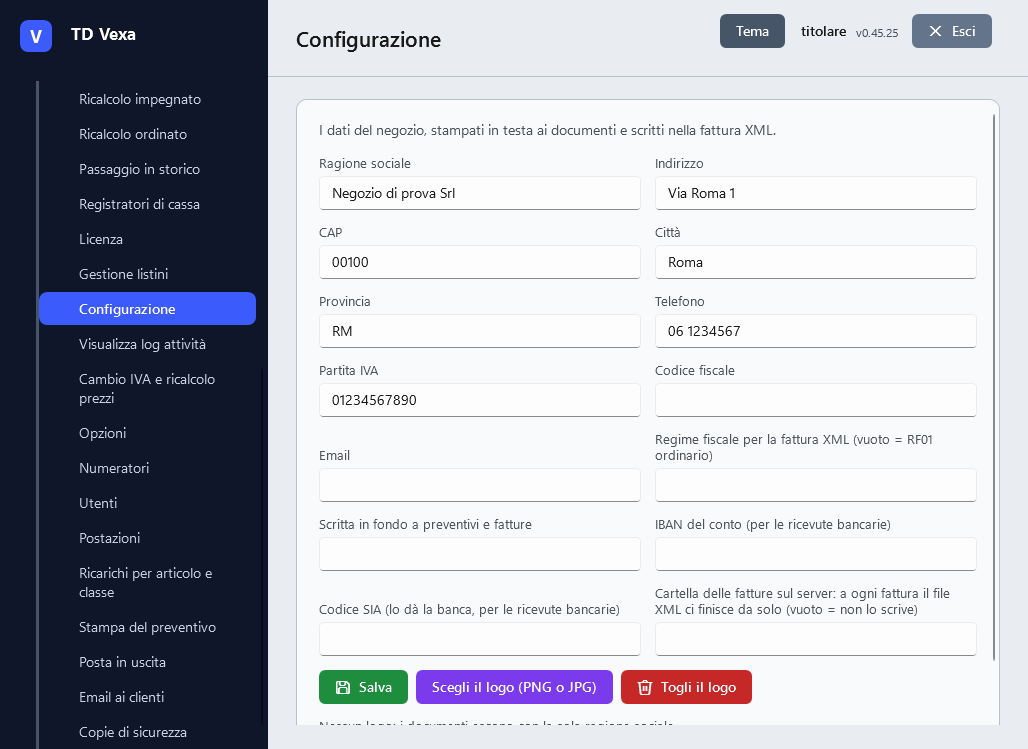 V
TD Vexa
Ricalcolo impegnato
Ricalcolo ordinato
Passaggio in storico
Registratori di cassa
Licenza
Gestione listini
Configurazione
Visualizza log attività
Cambio IVA e ricalcolo
prezzi
Opzioni
Numeratori
Utenti
Postazioni
Ricarichi per articolo e
classe
Stampa del preventivo
Posta in uscita
Email ai clienti
Copie di sicurezza
Configurazione
Tema
titolare v0.45.25
Esci
I dati del negozio, stampati in testa ai documenti e scritti nella fattura XML.
Ragione sociale
Negozio di prova Srl
Indirizzo
Via Roma 1
CAP
00100
Città
Roma
Provincia
RM
Telefono
06 1234567
Partita IVA
01234567890
Codice fiscale
Email
Regime fiscale per la fattura XML (vuoto = RF01
ordinario)
Scritta in fondo a preventivi e fatture
IBAN del conto (per le ricevute bancarie)
Codice SIA (lo dà la banca, per le ricevute bancarie)
Cartella delle fatture sul server: a ogni fattura il file
XML ci finisce da solo (vuoto = non lo scrive)
Salva
Scegli il logo (PNG o JPG)
Togli il logo